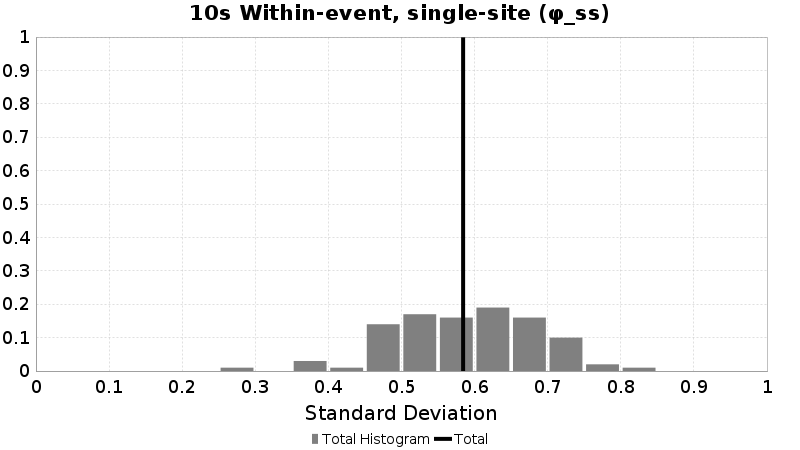 10s Within-event, single-site (φ_ss)
1
0.9
0.8
0.7
0.6
0.5
0.4
0.3
0.2
0.1
0
0 0.1 0.2 0.3 0.4 0.5 0.6 0.7 0.8 0.9 1
Standard Deviation
Total Histogram Total